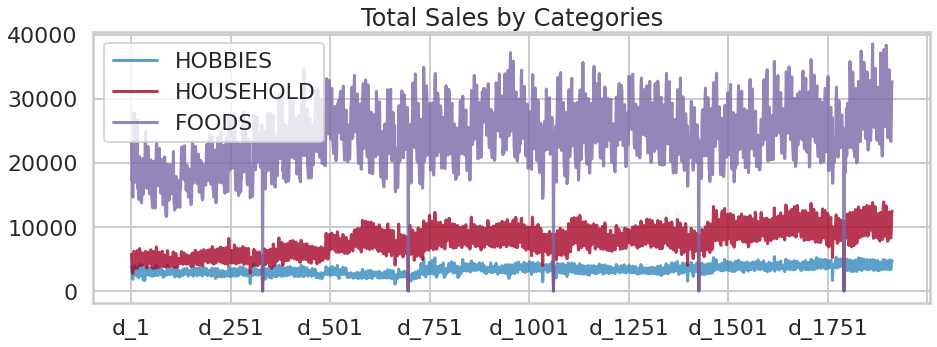 Total Sales by Categories
40000
30000
20000
10000
0
HOBBIES
HOUSEHOLD
FOODS
d_1 d_251 d_501 d_751 d_1001 d_1251 d_1501 d_1751